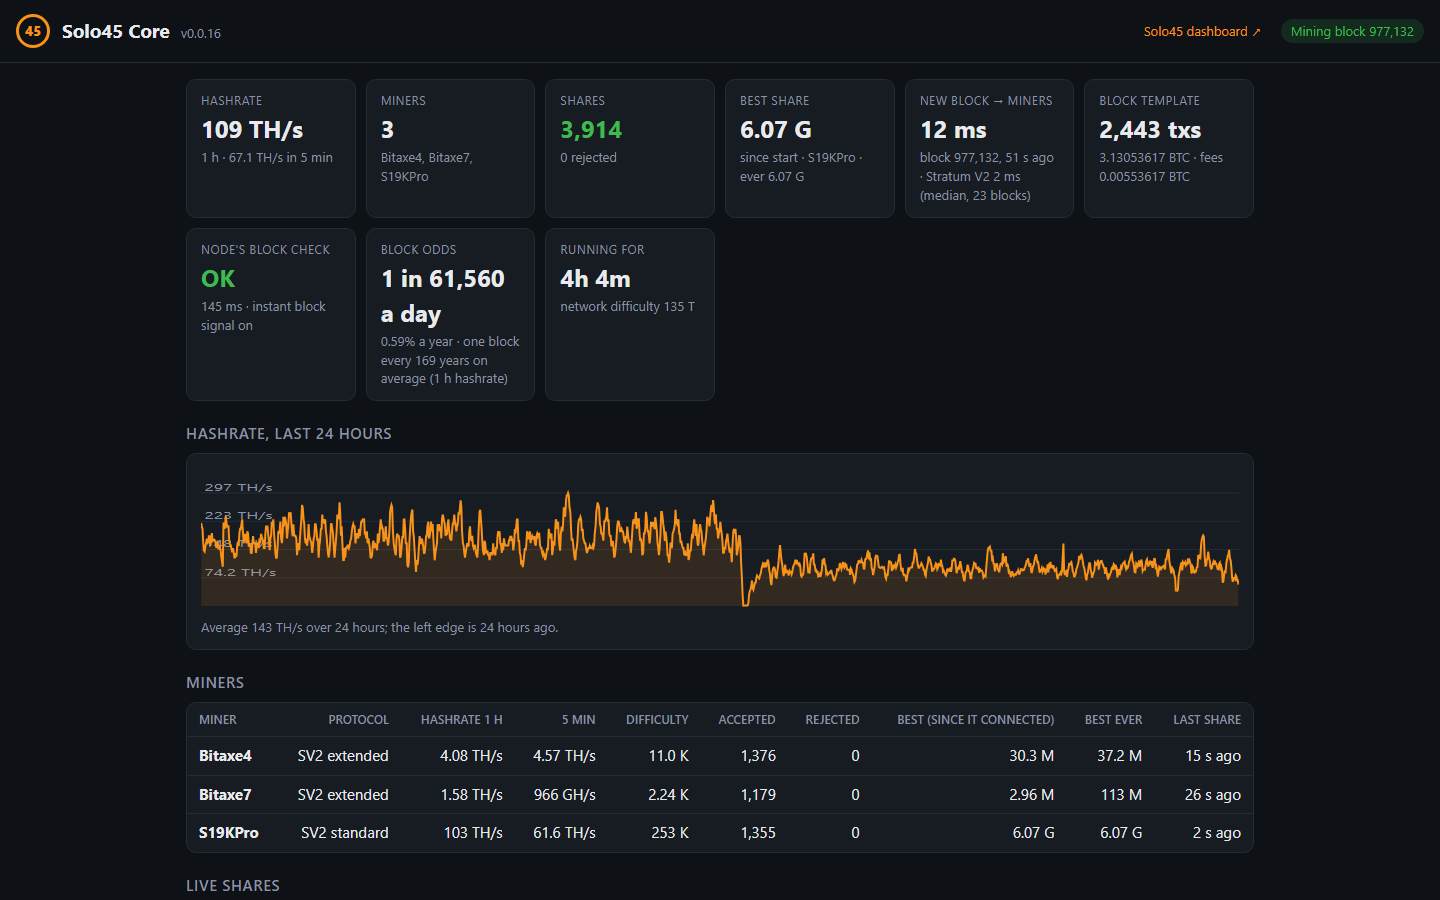 45 Solo45 Core v0.0.16
Solo45 dashboard ↗
Mining block 977,132
HASHRATE
109 TH/s
1 h · 67.1 TH/s in 5 min
MINERS
3
Bitaxe4, Bitaxe7,
S19KPro
SHARES
3,914
0 rejected
BEST SHARE
6.07 G
since start · S19KPro ·
ever 6.07 G
NEW BLOCK → MINERS
12 ms
block 977,132, 51 s ago
· Stratum V2 2 ms
(median, 23 blocks)
BLOCK TEMPLATE
2,443 txs
3.13053617 BTC · fees
0.00553617 BTC
NODE'S BLOCK CHECK
OK
145 ms · instant block
signal on
BLOCK ODDS
1 in 61,560
a day
0.59% a year · one block
every 169 years on
average (1 h hashrate)
RUNNING FOR
4h 4m
network difficulty 135 T
HASHRATE, LAST 24 HOURS
297 TH/s
223 TH/s
74.2 TH/s
Average 143 TH/s over 24 hours; the left edge is 24 hours ago.
MINERS
MINER PROTOCOL HASHRATE 1 H 5 MIN DIFFICULTY ACCEPTED REJECTED BEST (SINCE IT CONNECTED) BEST EVER LAST SHARE
Bitaxe4 SV2 extended 4.08 TH/s 4.57 TH/s 11.0 K 1,376 0 30.3 M 37.2 M 15 s ago
Bitaxe7 SV2 extended 1.58 TH/s 966 GH/s 2.24 K 1,179 0 2.96 M 113 M 26 s ago
S19KPro SV2 standard 103 TH/s 61.6 TH/s 253 K 1,355 0 6.07 G 6.07 G 2 s ago
LIVE SHARES